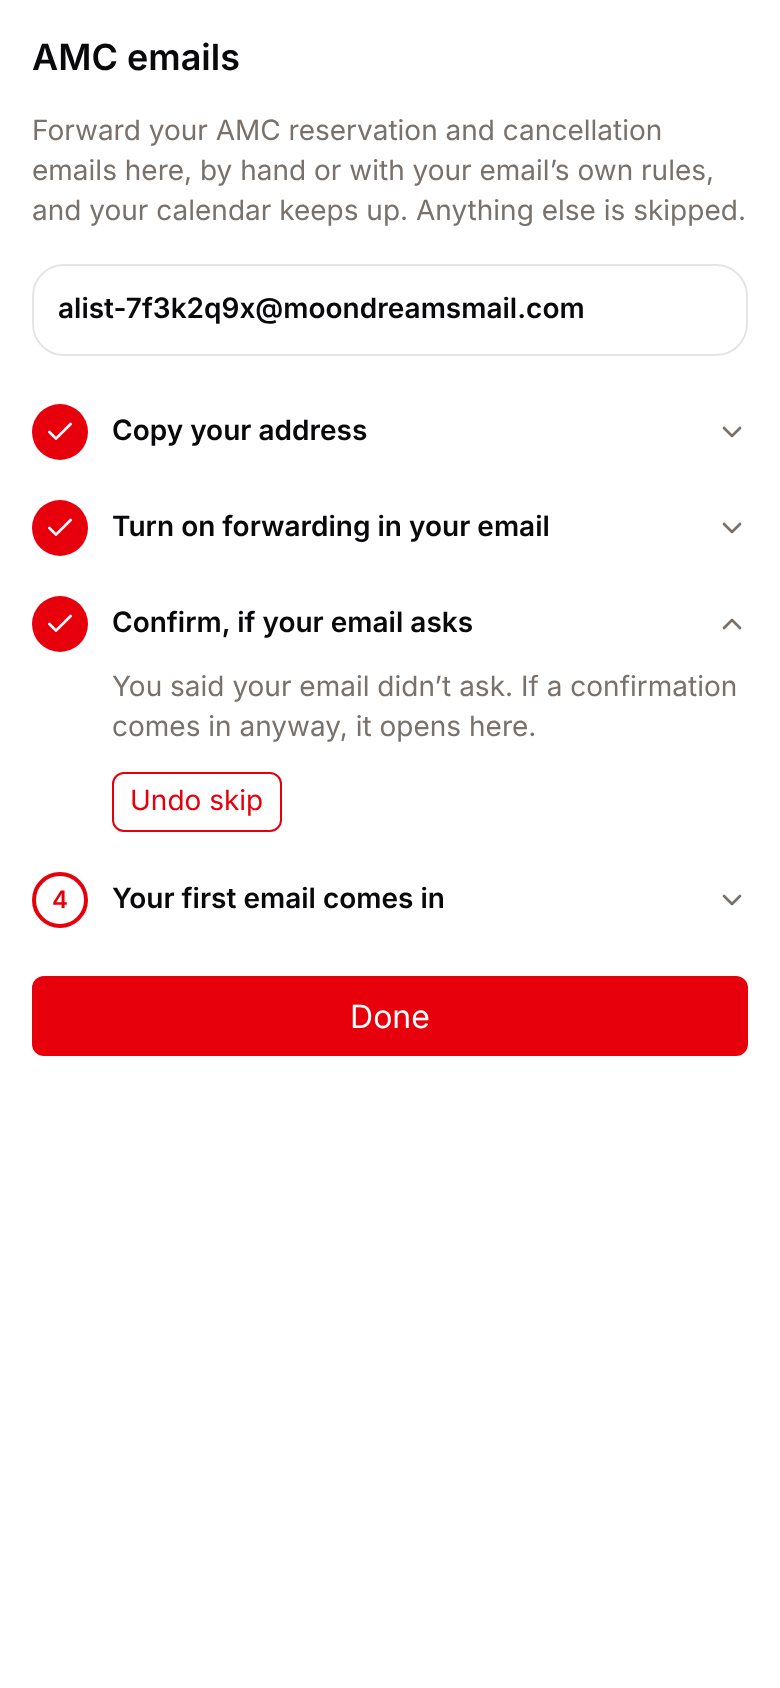 AMC emails
Forward your AMC reservation and cancellation
emails here, by hand or with your email’s own rules,
and your calendar keeps up. Anything else is skipped.
alist-7f3k2q9x@moondreamsmail.com
Copy your address
Turn on forwarding in your email
Confirm, if your email asks
You said your email didn’t ask. If a confirmation
comes in anyway, it opens here.
Undo skip
4 Your first email comes in
Done